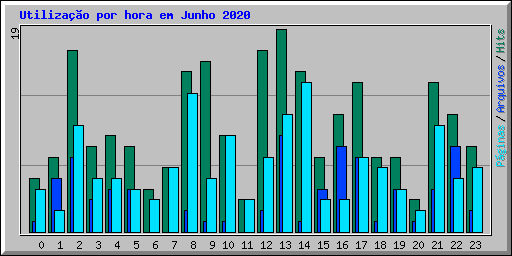 Utilização por hora em Junho 2020
19
Páginas / Arquivos / Hits
0 1 2 3 4 5 6 7 8 9 10 11 12 13 14 15 16 17 18 19 20 21 22 23